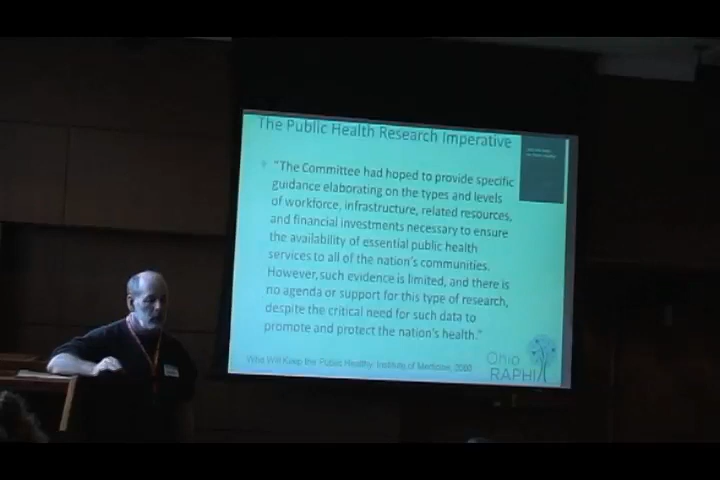 The Public Health Research Imperative
"The Committee had hoped to provide specific
guidance elaborating on the types and levels
of workforce, infrastructure, related resources,
and financial investments necessary to ensure
the availability of essential public health
services to all of the nation's communities.
However, such evidence is limited, and there is
no agenda or support for this type of research,
despite the critical need for such data to
promote and protect the nation's health."
Who Will Keep the Public Healthy, Institute of Medicine,
Ohio
RAPHI